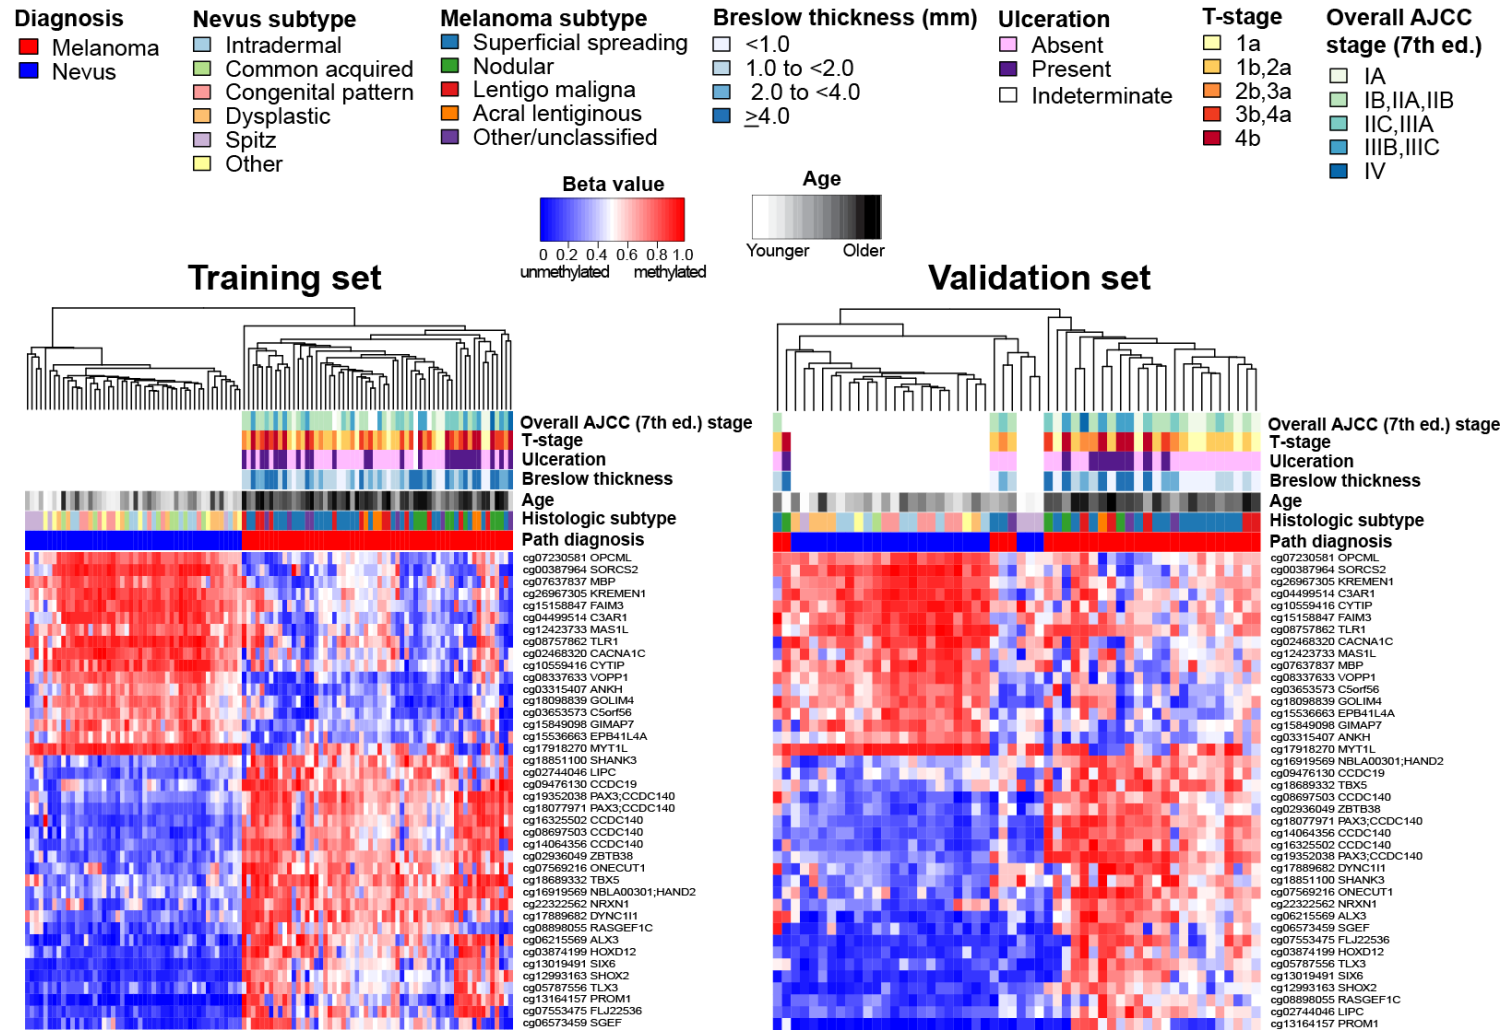 Diagnosis
Melanoma
Nevus
Nevus subtype
Intradermal
Common acquired
Congenital pattern
Dysplastic
Spitz
Other
Melanoma subtype
Superficial spreading
Nodular
Lentigo maligna
Acral lentiginous
Other/unclassified
Breslow thickness (mm)
<1.0
1.0 to <2.0
2.0 to <4.0
≥4.0
Ulceration
Absent
Present
Indeterminate
T-stage
1a
1b,2a
2b,3a
3b,4a
4b
Overall AJCC
stage (7th ed.)
IA
IB,IIA,IIB
IIC,IIIA
IIIB,IIIC
IV
Beta value
0 0.2 0.4 0.6 0.8 1.0
unmethylated methylated
Age
Younger Older
Training set
Overall AJCC (7th ed.) stage
T-stage
Ulceration
Breslow thickness
Age
Histologic subtype
Path diagnosis
cg07230581 OPCML
cg00387964 SORCS2
cg07637837 MBP
cg26967305 KREMEN1
cg15158847 FAIM3
cg04499514 C3AR1
cg12423733 MAS1L
cg08757862 TLR1
cg02468320 CACNA1C
cg10559416 CYTIP
cg08337633 VOPP1
cg03315407 ANKH
cg18098839 GOLIM4
cg03653573 C5orf56
cg15849098 GIMAP7
cg15536663 EPB41L4A
cg17918270 MYT1L
cg18851100 SHANK3
cg02744046 LIPC
cg09476130 CCDC19
cg19352038 PAX3;CCDC140
cg18077971 PAX3;CCDC140
cg16325502 CCDC140
cg08697503 CCDC140
cg14064356 CCDC140
cg02936049 ZBTB38
cg07569216 ONECUT1
cg18689332 TBX5
cg16919569 NBLA00301;HAND2
cg22322562 NRXN1
cg17889682 DYNC1I1
cg08898055 RASGEF1C
cg06215569 ALX3
cg03874199 HOXD12
cg13019491 SIX6
cg12993163 SHOX2
cg05787556 TLX3
cg13164157 PROM1
cg07553475 FLJ22536
cg06573459 SGEF
Validation set
Overall AJCC (7th ed.) stage
T-stage
Ulceration
Breslow thickness
Age
Histologic subtype
Path diagnosis
cg07230581 OPCML
cg00387964 SORCS2
cg26967305 KREMEN1
cg04499514 C3AR1
cg10559416 CYTIP
cg15158847 FAIM3
cg08757862 TLR1
cg02468320 CACNA1C
cg12423733 MAS1L
cg07637837 MBP
cg08337633 VOPP1
cg03653573 C5orf56
cg18098839 GOLIM4
cg15536663 EPB41L4A
cg15849098 GIMAP7
cg03315407 ANKH
cg17918270 MYT1L
cg16919569 NBLA00301;HAND2
cg09476130 CCDC19
cg18689332 TBX5
cg08697503 CCDC140
cg02936049 ZBTB38
cg18077971 PAX3;CCDC140
cg14064356 CCDC140
cg16325502 CCDC140
cg19352038 PAX3;CCDC140
cg17889682 DYNC1I1
cg18851100 SHANK3
cg07569216 ONECUT1
cg22322562 NRXN1
cg06215569 ALX3
cg06573459 SGEF
cg07553475 FLJ22536
cg03874199 HOXD12
cg05787556 TLX3
cg13019491 SIX6
cg12993163 SHOX2
cg08898055 RASGEF1C
cg02744046 LIPC
cg13164157 PROM1